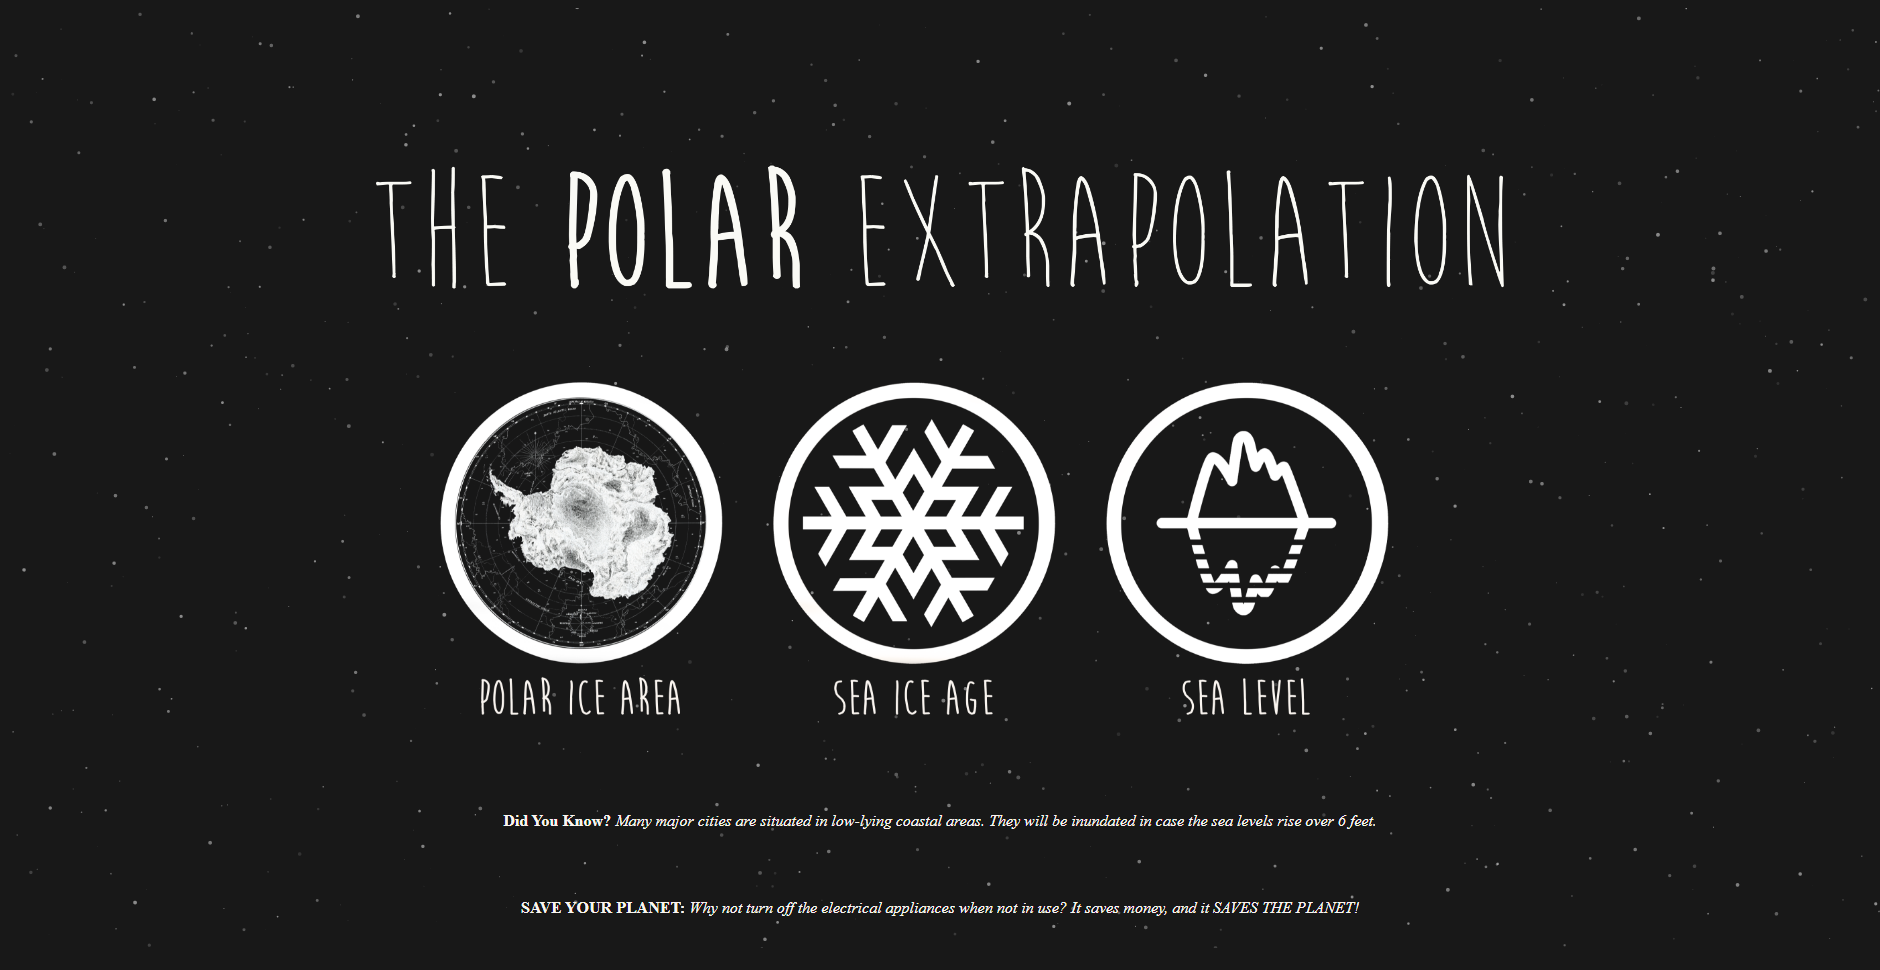 THE POLAR EXTRAPOLATION
POLAR ICE AREA
SEA ICE AGE
SEA LEVEL
Did You Know? Many major cities are situated in low-lying coastal areas. They will be inundated in case the sea levels rise over 6 feet.
SAVE YOUR PLANET: Why not turn off the electrical appliances when not in use? It saves money, and it SAVES THE PLANET!